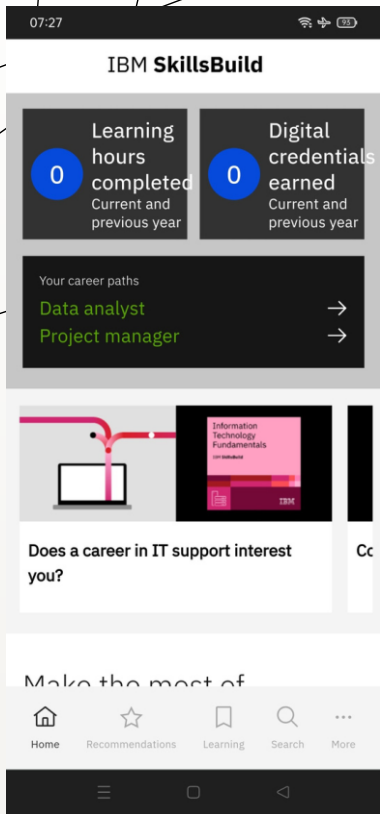 07:27
93
IBM SkillsBuild
0
Learning
hours
completed
Current and
previous year
0
Digital
credentials
earned
Current and
previous year
Your career paths
Data analyst
Project manager
Information
Technology
Fundamentals
IBM SkillsBuild
IBM
Does a career in IT support interest
you?
Co
Make the most of
Home
Recommendations
Learning
Search
More